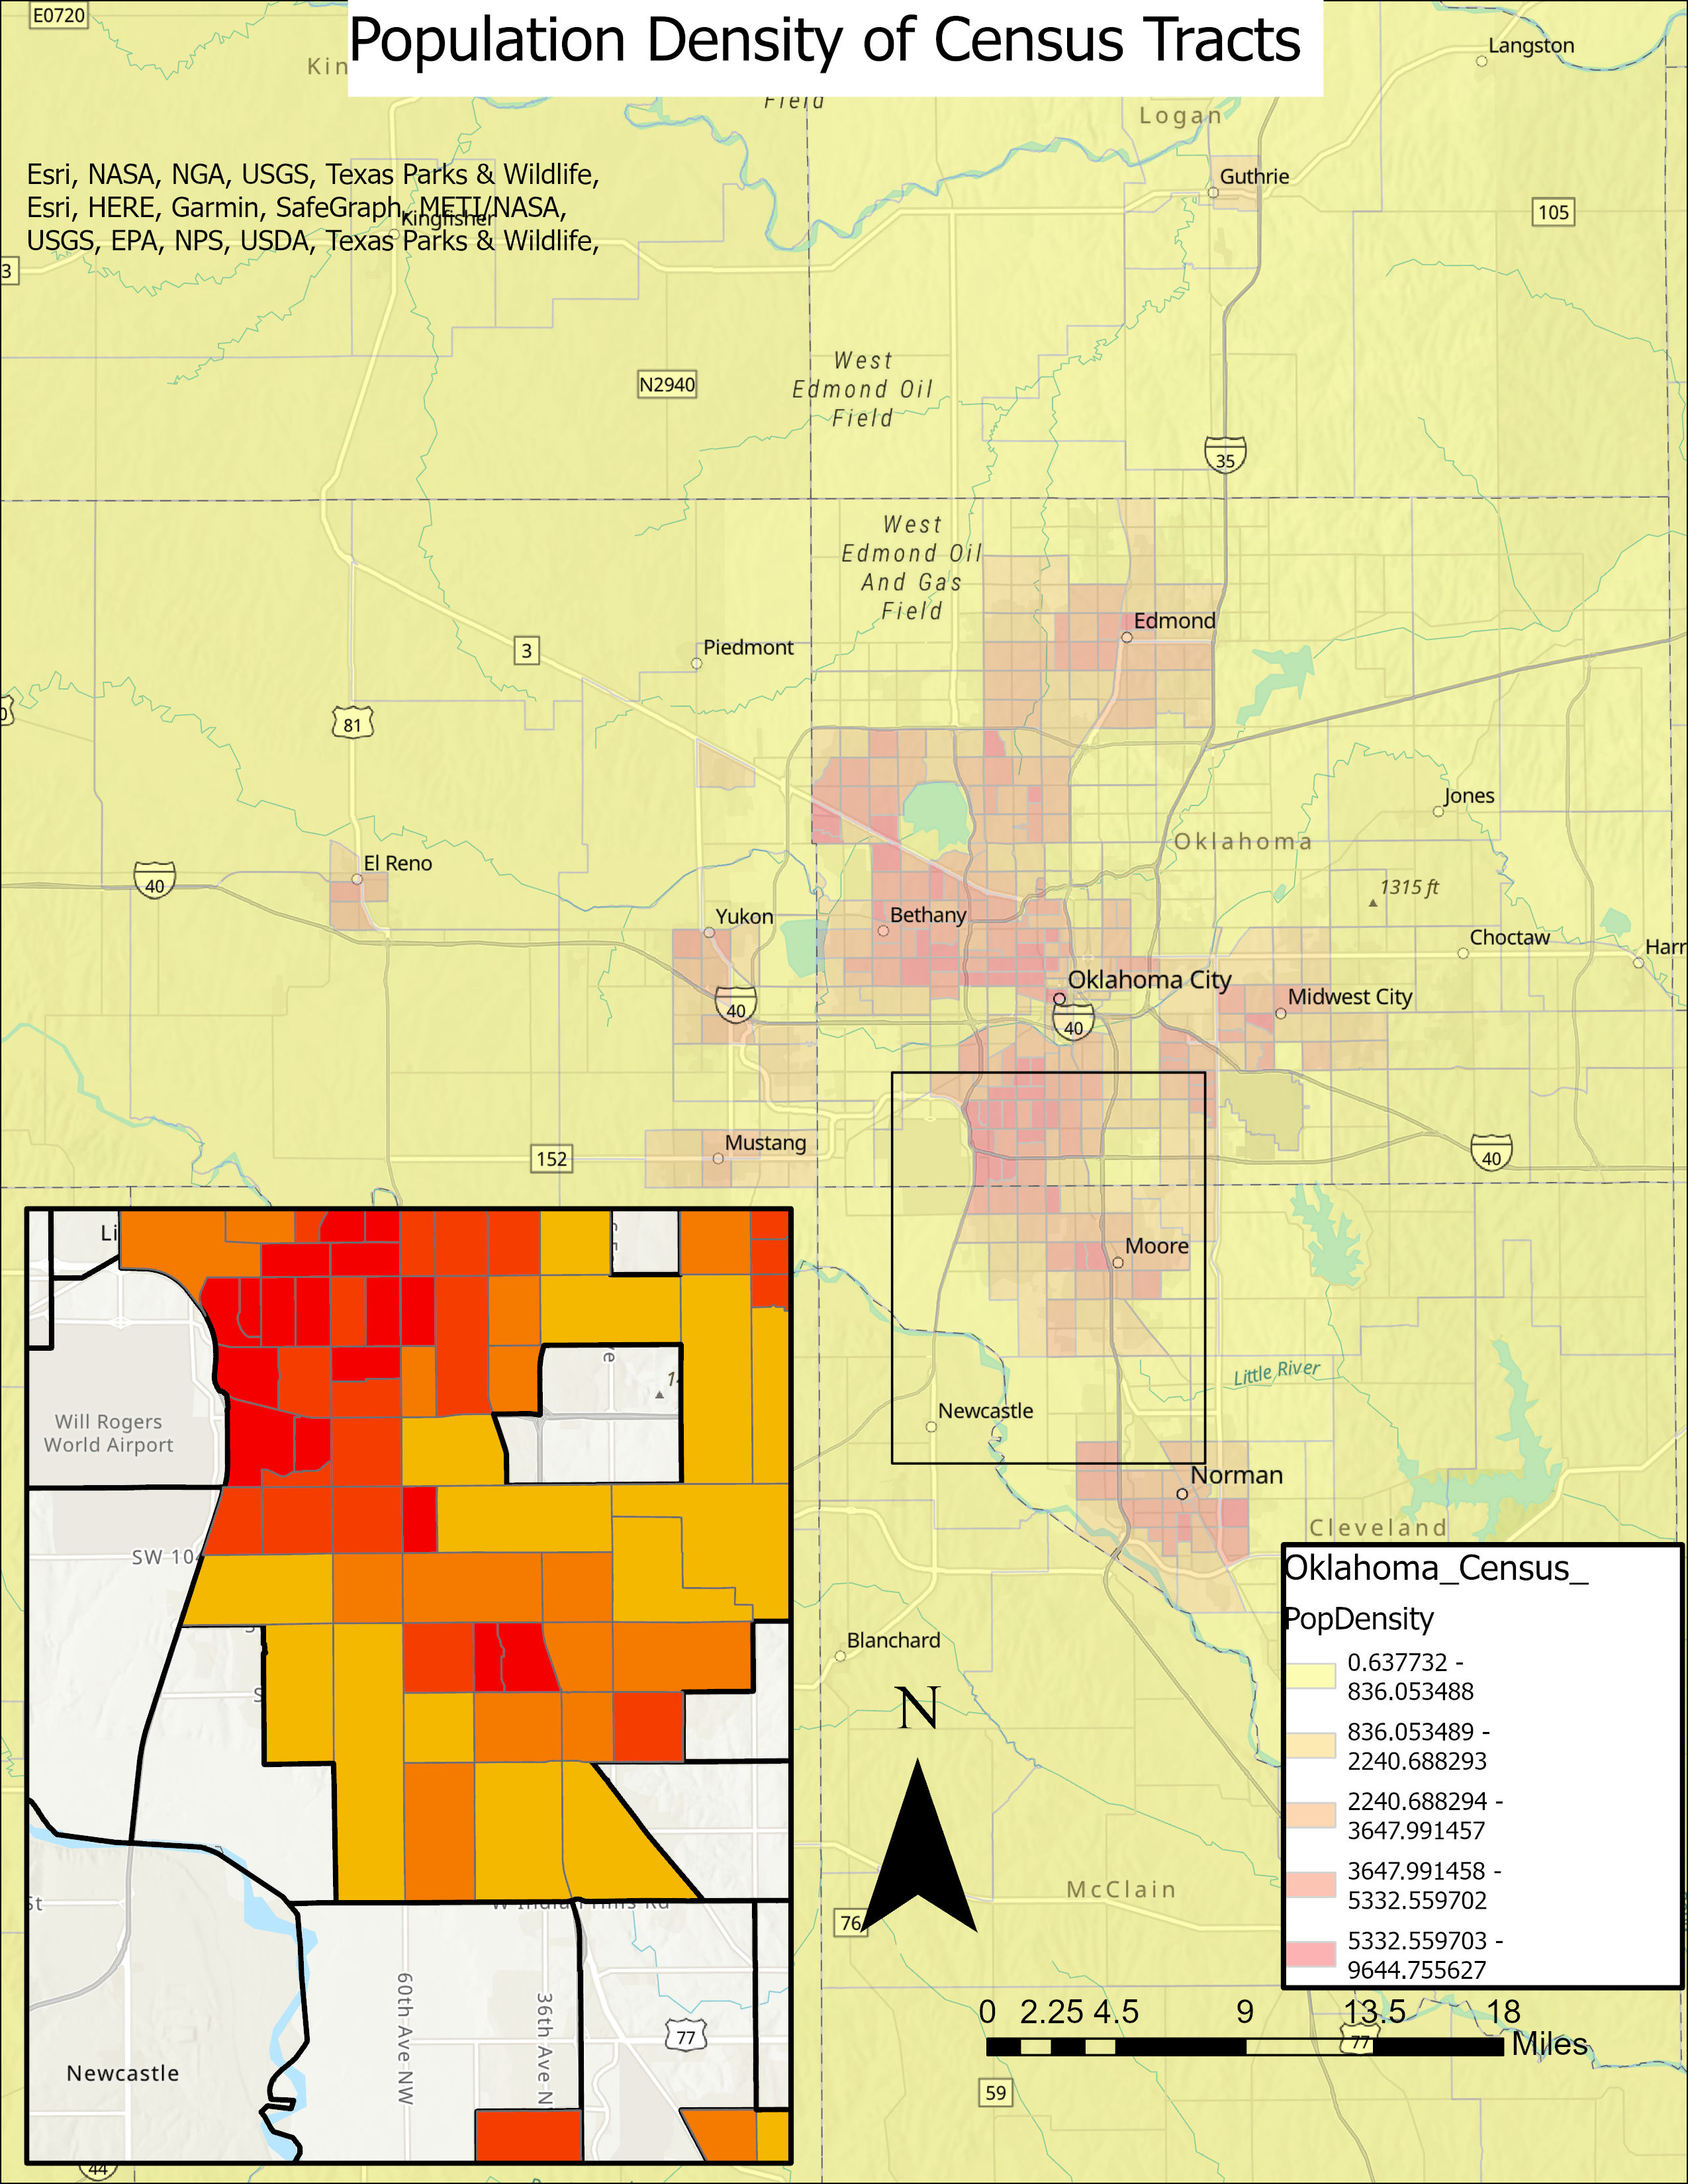 E0720
Population Density of Census Tracts
Langston
Kin
Field
Logan
Guthrie
Esri, NASA, NGA, USGS, Texas Parks & Wildlife,
Esri, HERE, Garmin, SafeGraph, METI/NASA,
Kingfisher
USGS, EPA, NPS, USDA, Texas Parks & Wildlife,
105
3
West
Edmond Oil
Field
N2940
35
West
Edmond Oil
And Gas
Field
Edmond
3
Piedmont
81
Jones
Oklahoma
El Reno
40
1315 ft
Yukon
Bethany
Choctaw
Harr
Oklahoma City
Midwest City
40
40
Mustang
152
40
Moore
Little River
Newcastle
Norman
Cleveland
Blanchard
N
McClain
76
59
Li
Will Rogers
World Airport
SW 104
W Indian Hills Rd
60th Ave NW
36th Ave N
77
St
Newcastle
44
Oklahoma_Census_
PopDensity
0.637732 -
836.053488
836.053489 -
2240.688293
2240.688294 -
3647.991457
3647.991458 -
5332.559702
5332.559703 -
9644.755627
0 2.25 4.5 9 13.5 18
77
Miles